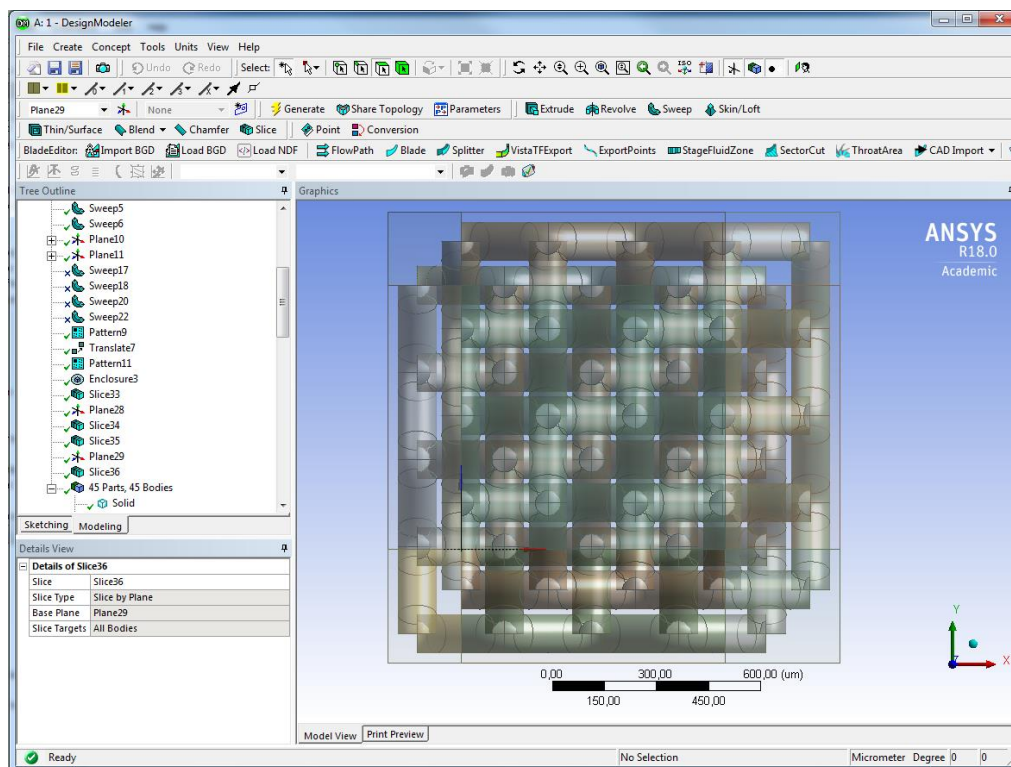 A: 1 - DesignModeler
File Create Concept Tools Units View Help
Undo Redo Select: ISO
Plane29 None Generate Share Topology Parameters Extrude Revolve Sweep Skin/Loft
Thin/Surface Blend Chamfer Slice Point Conversion
BladeEditor: Import BGD Load BGD Load NDF FlowPath Blade Splitter VistaTFExport ExportPoints StageFluidZone SectorCut ThroatArea CAD Import
Tree Outline
Sweep5
Sweep6
Plane10
Plane11
Sweep17
Sweep18
Sweep20
Sweep22
Pattern9
Translate7
Pattern11
Enclosure3
Slice33
Plane28
Slice34
Slice35
Plane29
Slice36
45 Parts, 45 Bodies
Solid
Sketching Modeling
Details View
Details of Slice36
Slice Slice36
Slice Type Slice by Plane
Base Plane Plane29
Slice Targets All Bodies
Graphics
ANSYS
R18.0
Academic
Y
Z
X
0,00 300,00 600,00 (um)
150,00 450,00
Model View Print Preview
Ready No Selection Micrometer Degree 0 0